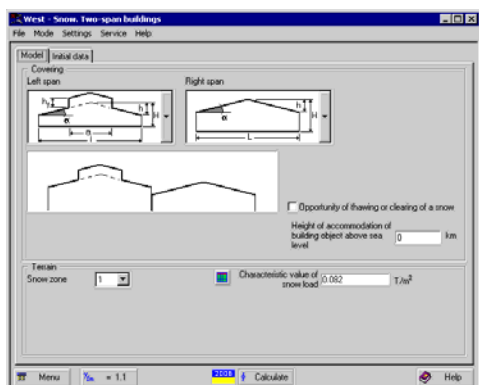 West - Snow. Two-span buildings
File Mode Settings Service Help
Model Initial data
Covering
Left span
Right span
h
h
H
α
a
L
h
H
α
L
Opportunity of thawing or clearing of a snow
Height of accommodation of
building object above sea
level
0 km
Terrain
Snow zone 1
Characteristic value of
snow load 0.082 T/m²
Menu
= 1.1
2008
Calculate
Help